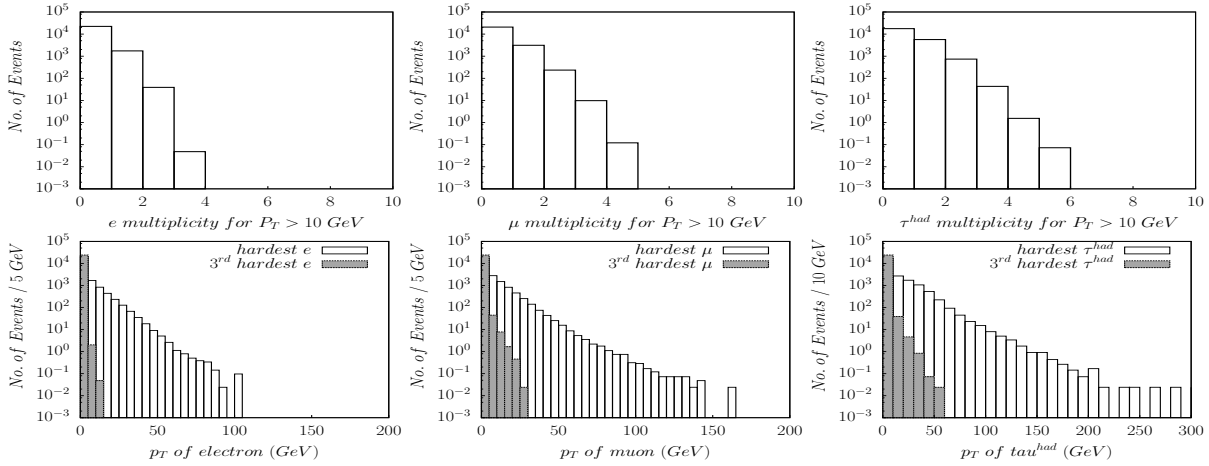 No. of Events
10^5
10^4
10^3
10^2
10^1
10^0
10^-1
10^-2
10^-3
0 2 4 6 8 10
e multiplicity for P_T > 10 GeV
No. of Events
10^5
10^4
10^3
10^2
10^1
10^0
10^-1
10^-2
10^-3
0 2 4 6 8 10
μ multiplicity for P_T > 10 GeV
No. of Events
10^5
10^4
10^3
10^2
10^1
10^0
10^-1
10^-2
10^-3
0 2 4 6 8 10
τ^had multiplicity for P_T > 10 GeV
No. of Events / 5 GeV
10^5
10^4
10^3
10^2
10^1
10^0
10^-1
10^-2
10^-3
hardest e
3^rd hardest e
0 50 100 150 200
p_T of electron (GeV)
No. of Events / 5 GeV
10^5
10^4
10^3
10^2
10^1
10^0
10^-1
10^-2
10^-3
hardest μ
3^rd hardest μ
0 50 100 150 200
p_T of muon (GeV)
No. of Events / 10 GeV
10^5
10^4
10^3
10^2
10^1
10^0
10^-1
10^-2
10^-3
hardest τ^had
3^rd hardest τ^had
0 50 100 150 200 250 300
p_T of tau^had (GeV)